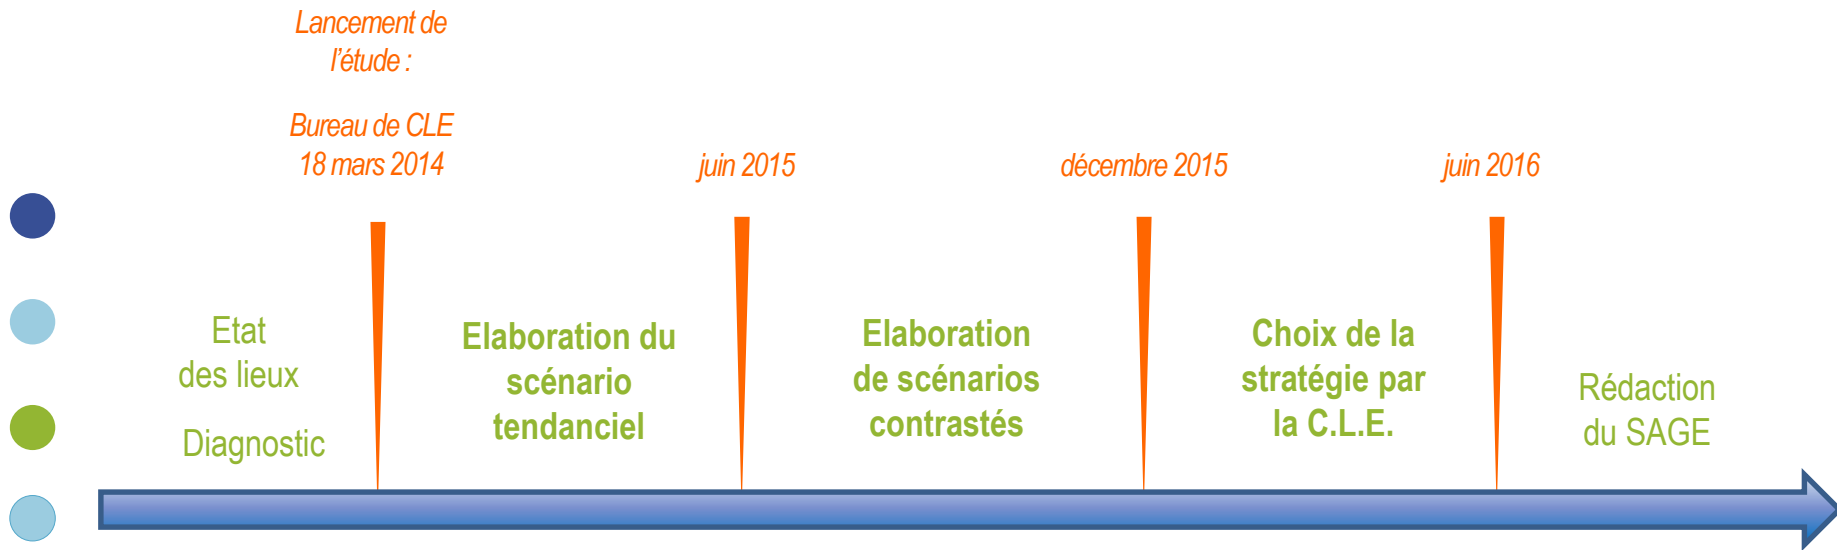 Lancement de
l'étude :
Bureau de CLE
18 mars 2014
juin 2015
décembre 2015
juin 2016
Etat
des lieux
Diagnostic
Elaboration du
scénario
tendanciel
Elaboration
de scénarios
contrastés
Choix de la
stratégie par
la C.L.E.
Rédaction
du SAGE